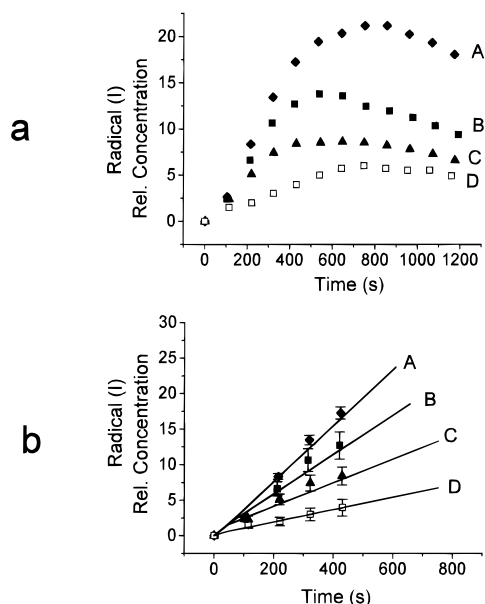 a
Radical (I)
Rel. Concentration
20
15
10
5
0
A
B
C
D
0 200 400 600 800 1000 1200
Time (s)
b
Radical (I)
Rel. Concentration
30
25
20
15
10
5
0
A
B
C
D
0 200 400 600 800
Time (s)